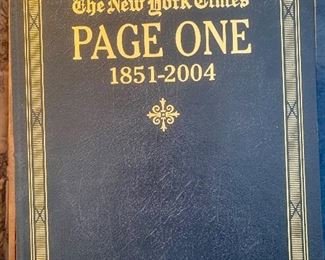 The New York Times
PAGE ONE
1851-2004